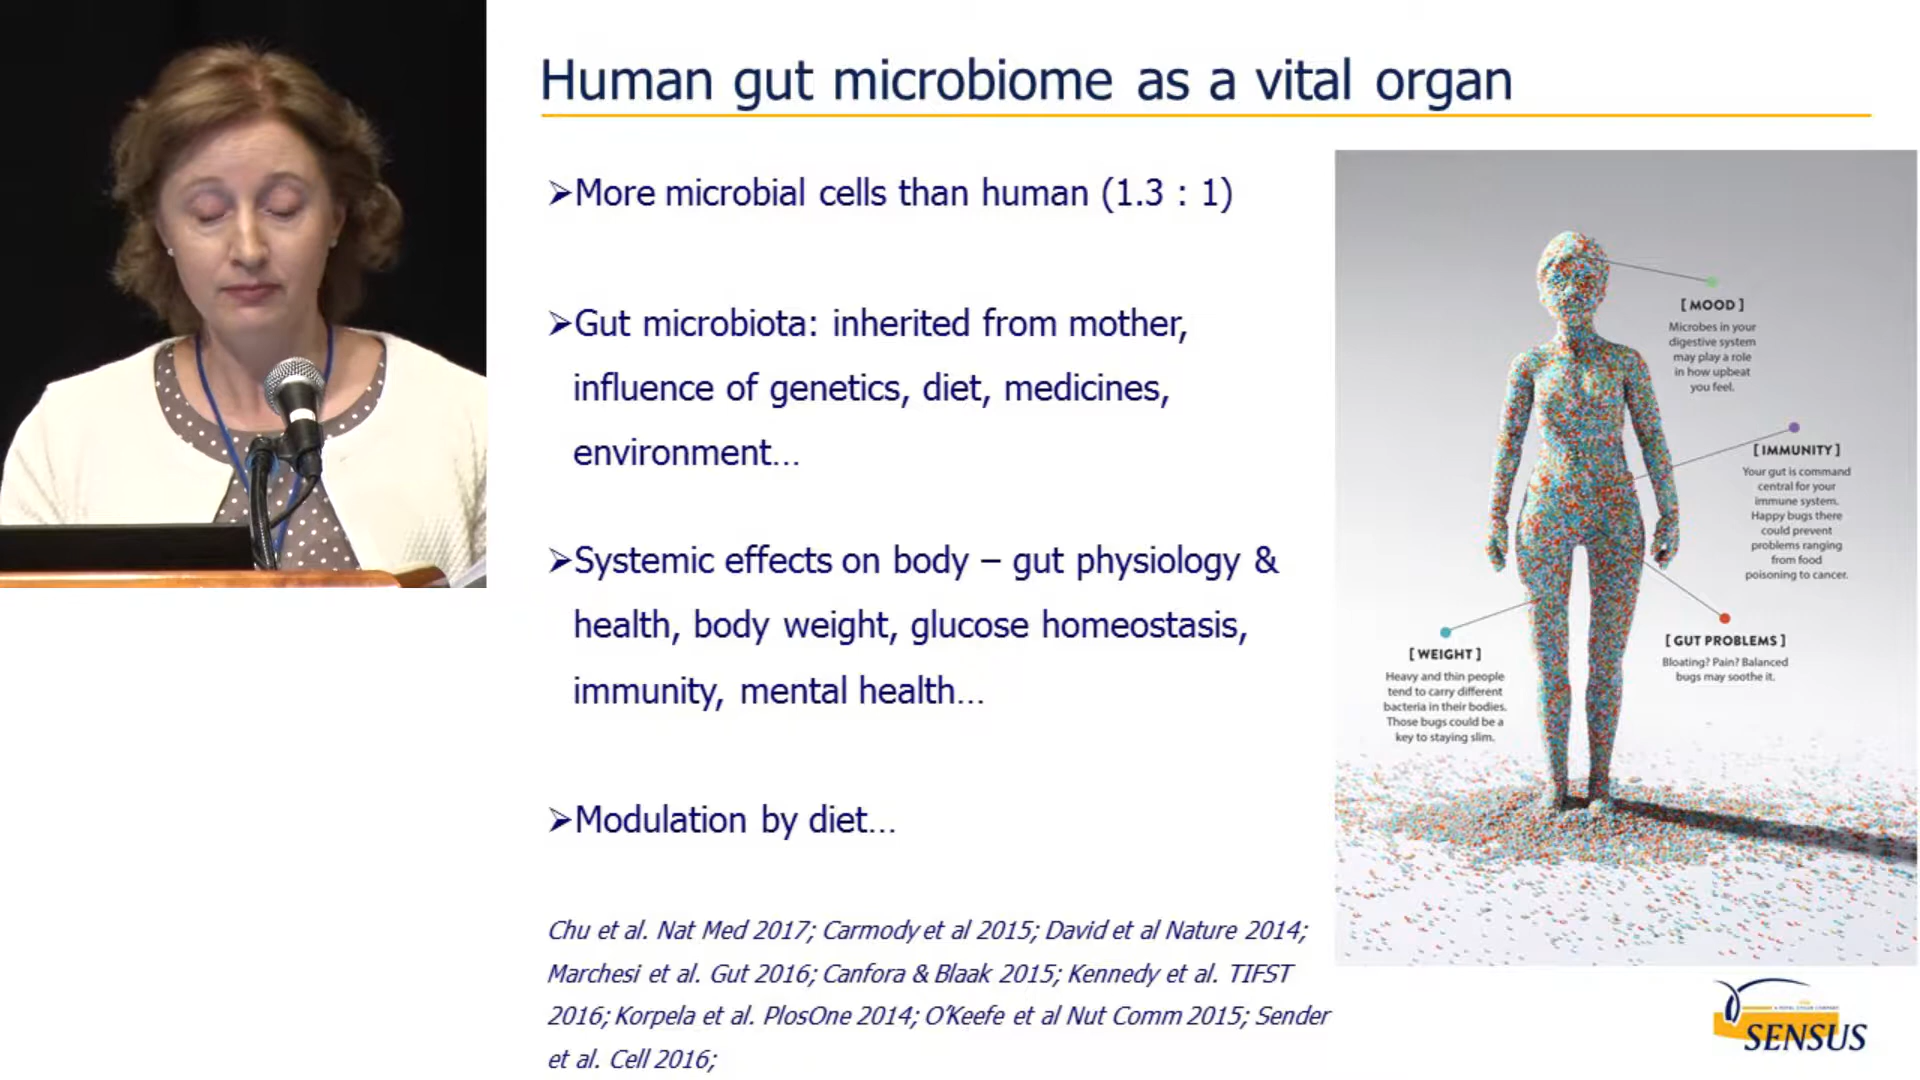 Human gut microbiome as a vital organ
➢More microbial cells than human (1.3 : 1)
➢Gut microbiota: inherited from mother,
influence of genetics, diet, medicines,
environment…
➢Systemic effects on body – gut physiology &
health, body weight, glucose homeostasis,
immunity, mental health…
➢Modulation by diet…
Chu et al. Nat Med 2017; Carmody et al 2015; David et al Nature 2014;
Marchesi et al. Gut 2016; Canfora & Blaak 2015; Kennedy et al. TIFST
2016; Korpela et al. PlosOne 2014; O’Keefe et al Nut Comm 2015; Sender
et al. Cell 2016;
[ MOOD ]
Microbes in your
digestive system
may play a role
in how upbeat
you feel.
[ IMMUNITY ]
Your gut is command
central for your
immune system.
Happy bugs there
could prevent
problems ranging
from food
poisoning to cancer.
[ GUT PROBLEMS ]
Bloating? Pain? Balanced
bugs may soothe it.
[ WEIGHT ]
Heavy and thin people
tend to carry different
bacteria in their bodies.
Those bugs could be a
key to staying slim.
SENSUS